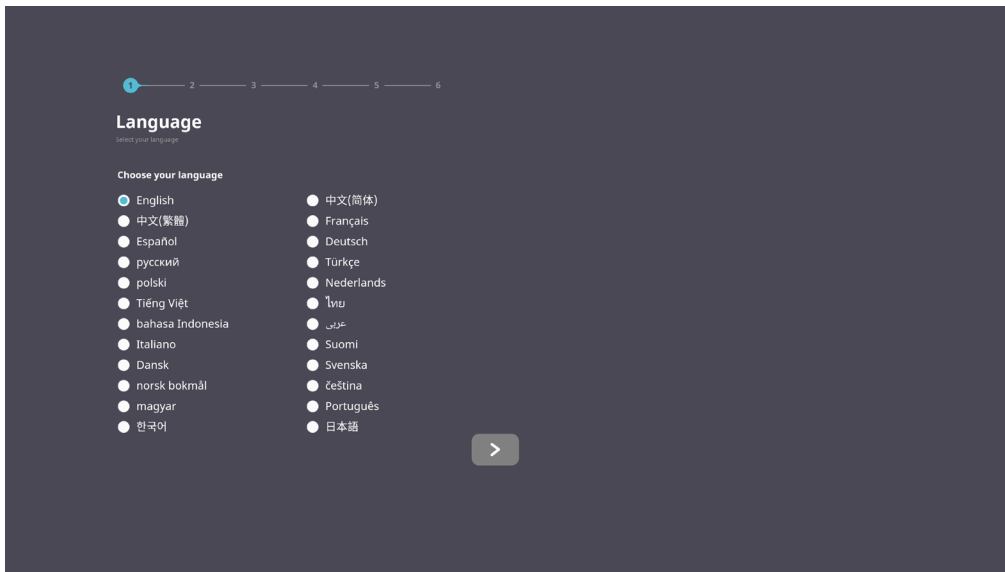 1 2 3 4 5 6
Language
Select your language
Choose your language
English
中文(简体)
中文(繁體)
Français
Español
Deutsch
русский
Türkçe
polski
Nederlands
Tiếng Việt
ไทย
bahasa Indonesia
عربى
Italiano
Suomi
Dansk
Svenska
norsk bokmål
čeština
magyar
Português
한국어
日本語